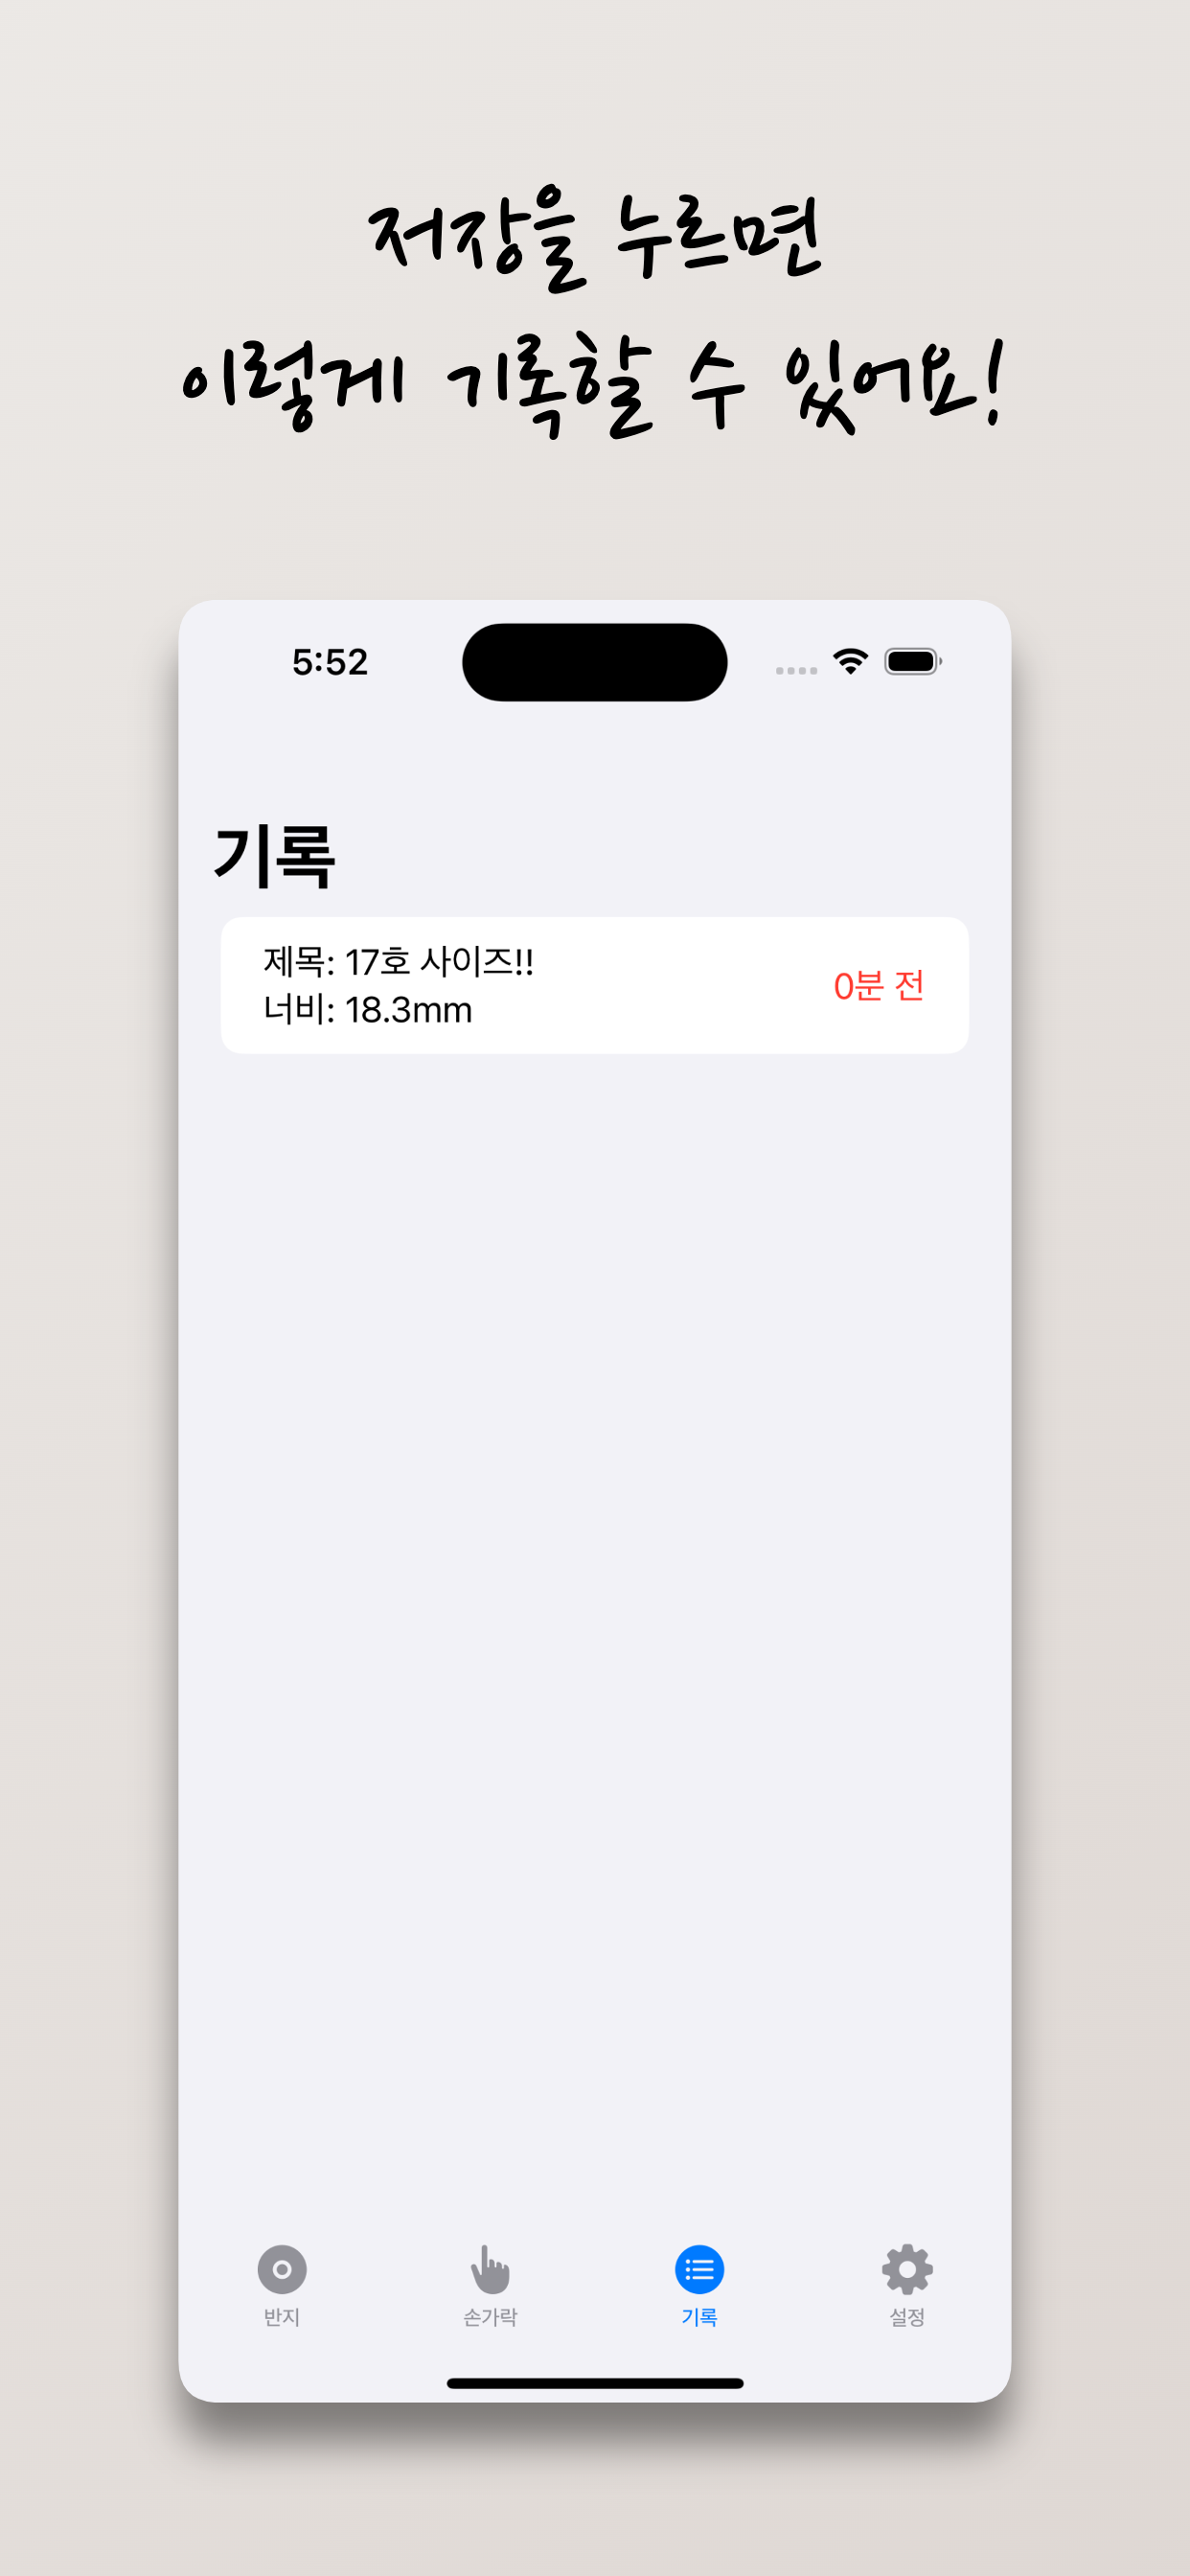 저장을 누르면
이렇게 기록할 수 있어요!
5:52
기록
제목: 17호 사이즈!!
너비: 18.3mm
0분 전
반지
손가락
기록
설정